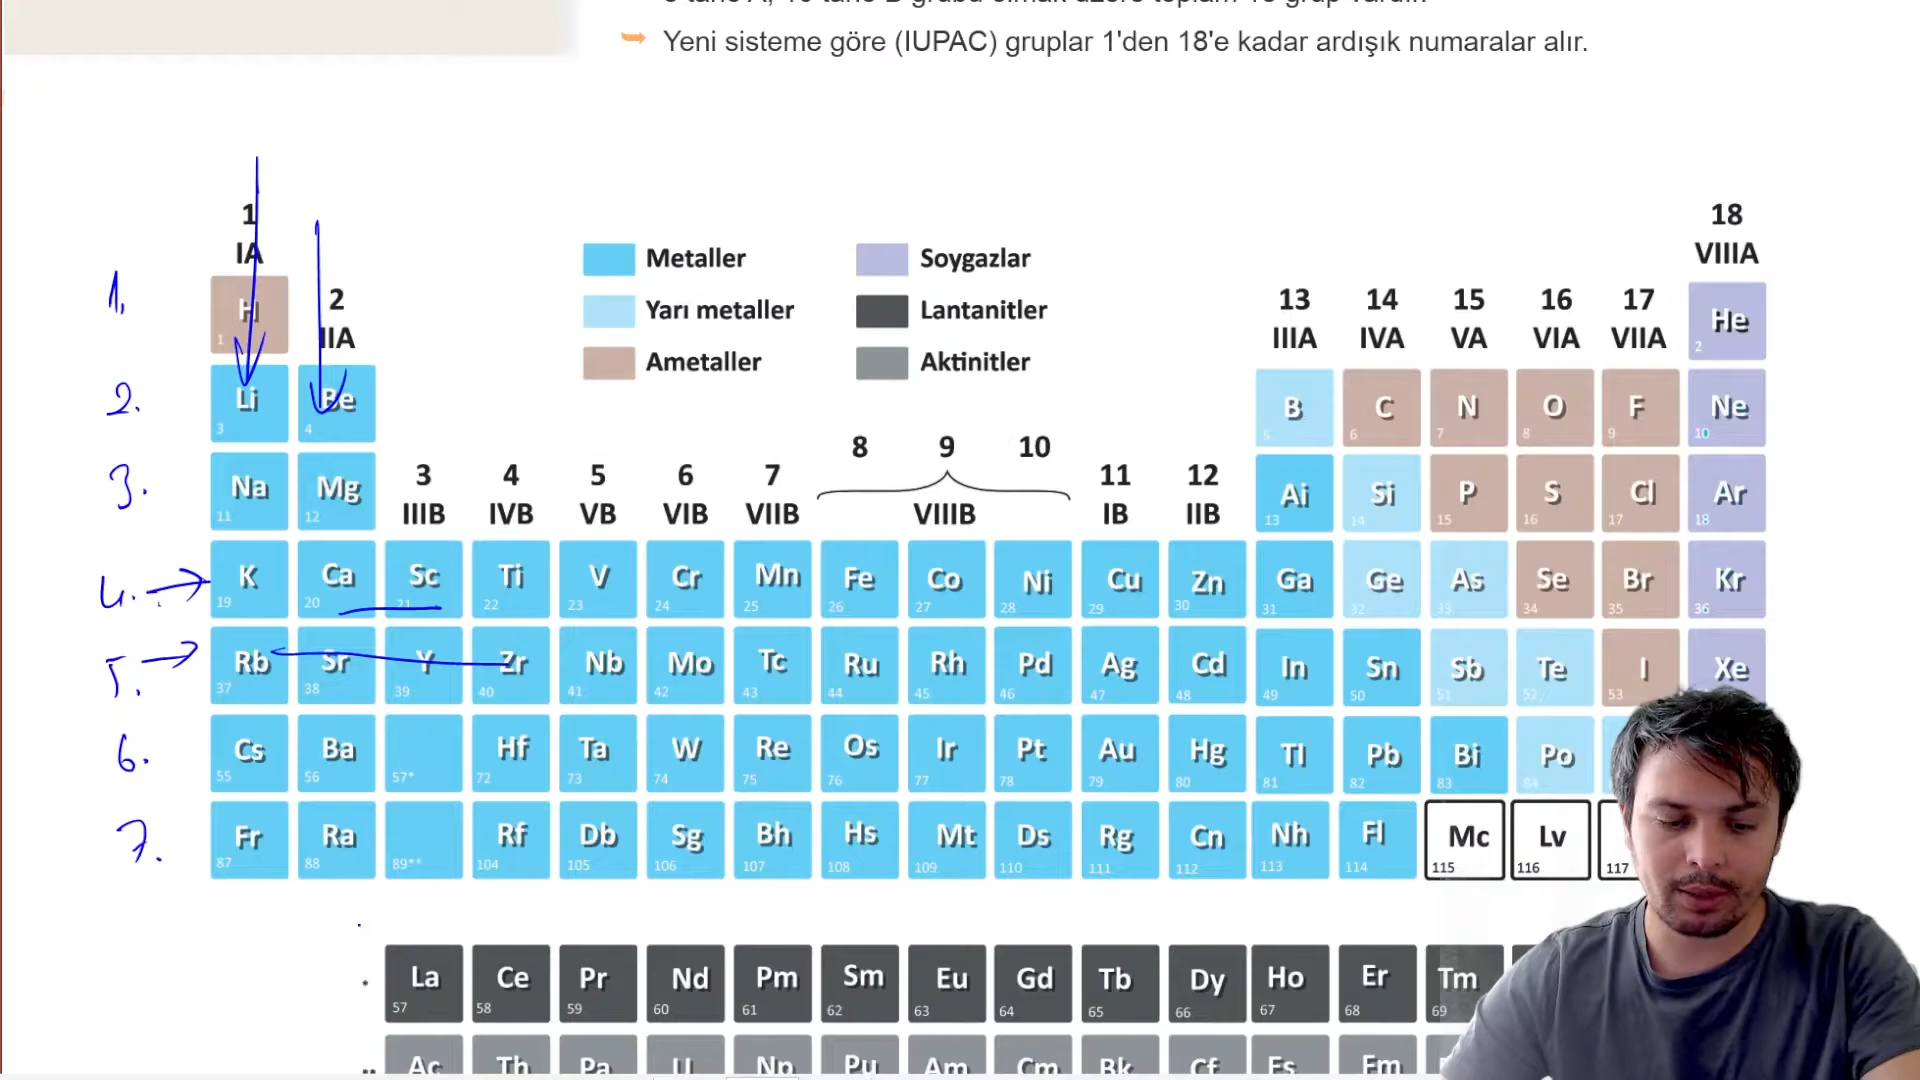 Yeni sisteme göre (IUPAC) gruplar 1'den 18'e kadar ardışık numaralar alır.
1 18
IA VIIIA
Metaller Soygazlar
Yarı metaller Lantanitler
Ametaller Aktinitler
2 13 14 15 16 17
IIA IIIA IVA VA VIA VIIA
8 9 10
3 4 5 6 7 11 12
IIIB IVB VB VIB VIIB VIIIB IB IIB
1. H 1 He 2
2. Li 3 Be 4 B 5 C 6 N 7 O 8 F 9 Ne 10
3. Na 11 Mg 12 Ai 13 Si 14 P 15 S 16 Cl 17 Ar 18
4. K 19 Ca 20 Sc 21 Ti 22 V 23 Cr 24 Mn 25 Fe 26 Co 27 Ni 28 Cu 29 Zn 30 Ga 31 Ge 32 As 33 Se 34 Br 35 Kr 36
5. Rb 37 Sr 38 Y 39 Zr 40 Nb 41 Mo 42 Tc 43 Ru 44 Rh 45 Pd 46 Ag 47 Cd 48 In 49 Sn 50 Sb 51 Te 52 I 53 Xe
6. Cs 55 Ba 56 57* Hf 72 Ta 73 W 74 Re 75 Os 76 Ir 77 Pt 78 Au 79 Hg 80 Tl 81 Pb 82 Bi 83 Po 84
7. Fr 87 Ra 88 89** Rf 104 Db 105 Sg 106 Bh 107 Hs 108 Mt 109 Ds 110 Rg 111 Cn 112 Nh 113 Fl 114 Mc 115 Lv 116 117
* La 57 Ce 58 Pr 59 Nd 60 Pm 61 Sm 62 Eu 63 Gd 64 Tb 65 Dy 66 Ho 67 Er 68 Tm 69
** Ac Th Pa U Np Pu Am Cm Bk Cf Es Fm